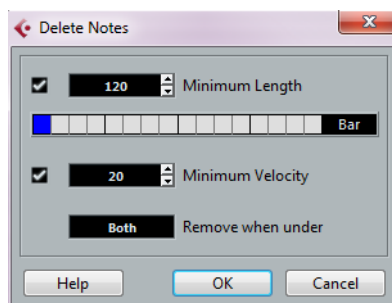 Delete Notes
120 Minimum Length
Bar
20 Minimum Velocity
Both Remove when under
Help OK Cancel